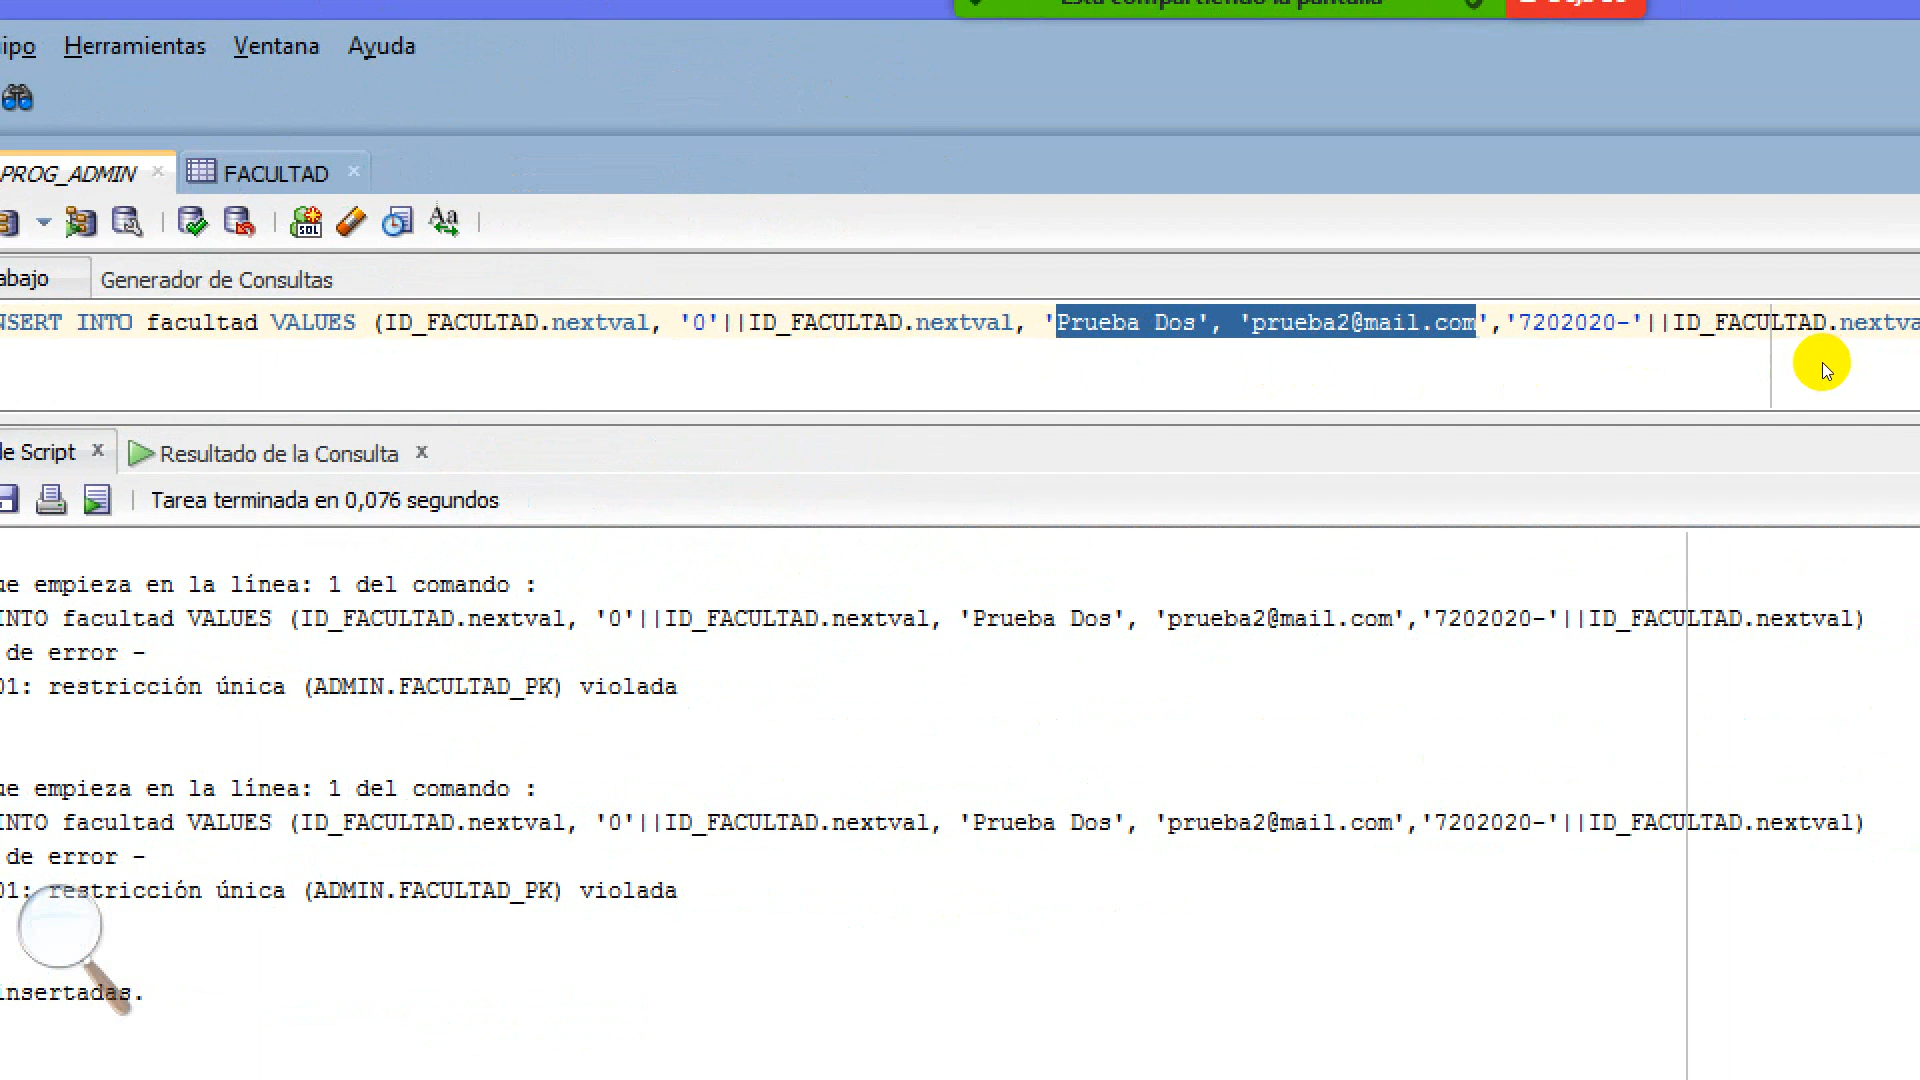 ipo Herramientas Ventana Ayuda
PROG_ADMIN FACULTAD
abajo Generador de Consultas
NSERT INTO facultad VALUES (ID_FACULTAD.nextval, '0'||ID_FACULTAD.nextval, 'Prueba Dos', 'prueba2@mail.com','7202020-'||ID_FACULTAD.nextva
de Script x Resultado de la Consulta x
Tarea terminada en 0,076 segundos
ue empieza en la línea: 1 del comando :
INTO facultad VALUES (ID_FACULTAD.nextval, '0'||ID_FACULTAD.nextval, 'Prueba Dos', 'prueba2@mail.com','7202020-'||ID_FACULTAD.nextval)
de error -
01: restricción única (ADMIN.FACULTAD_PK) violada
ue empieza en la línea: 1 del comando :
INTO facultad VALUES (ID_FACULTAD.nextval, '0'||ID_FACULTAD.nextval, 'Prueba Dos', 'prueba2@mail.com','7202020-'||ID_FACULTAD.nextval)
de error -
01: restricción única (ADMIN.FACULTAD_PK) violada
insertadas.